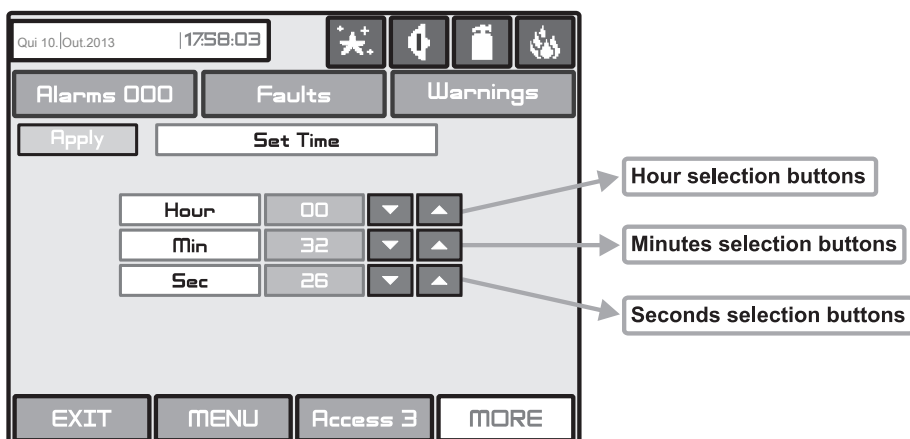 Qui 10. Out.2013 17:58:03
Alarms 000 Faults Warnings
Apply Set Time
Hour selection buttons
Hour 00
Min 32
Minutes selection buttons
Sec 26
Seconds selection buttons
EXIT MENU Access 3 MORE